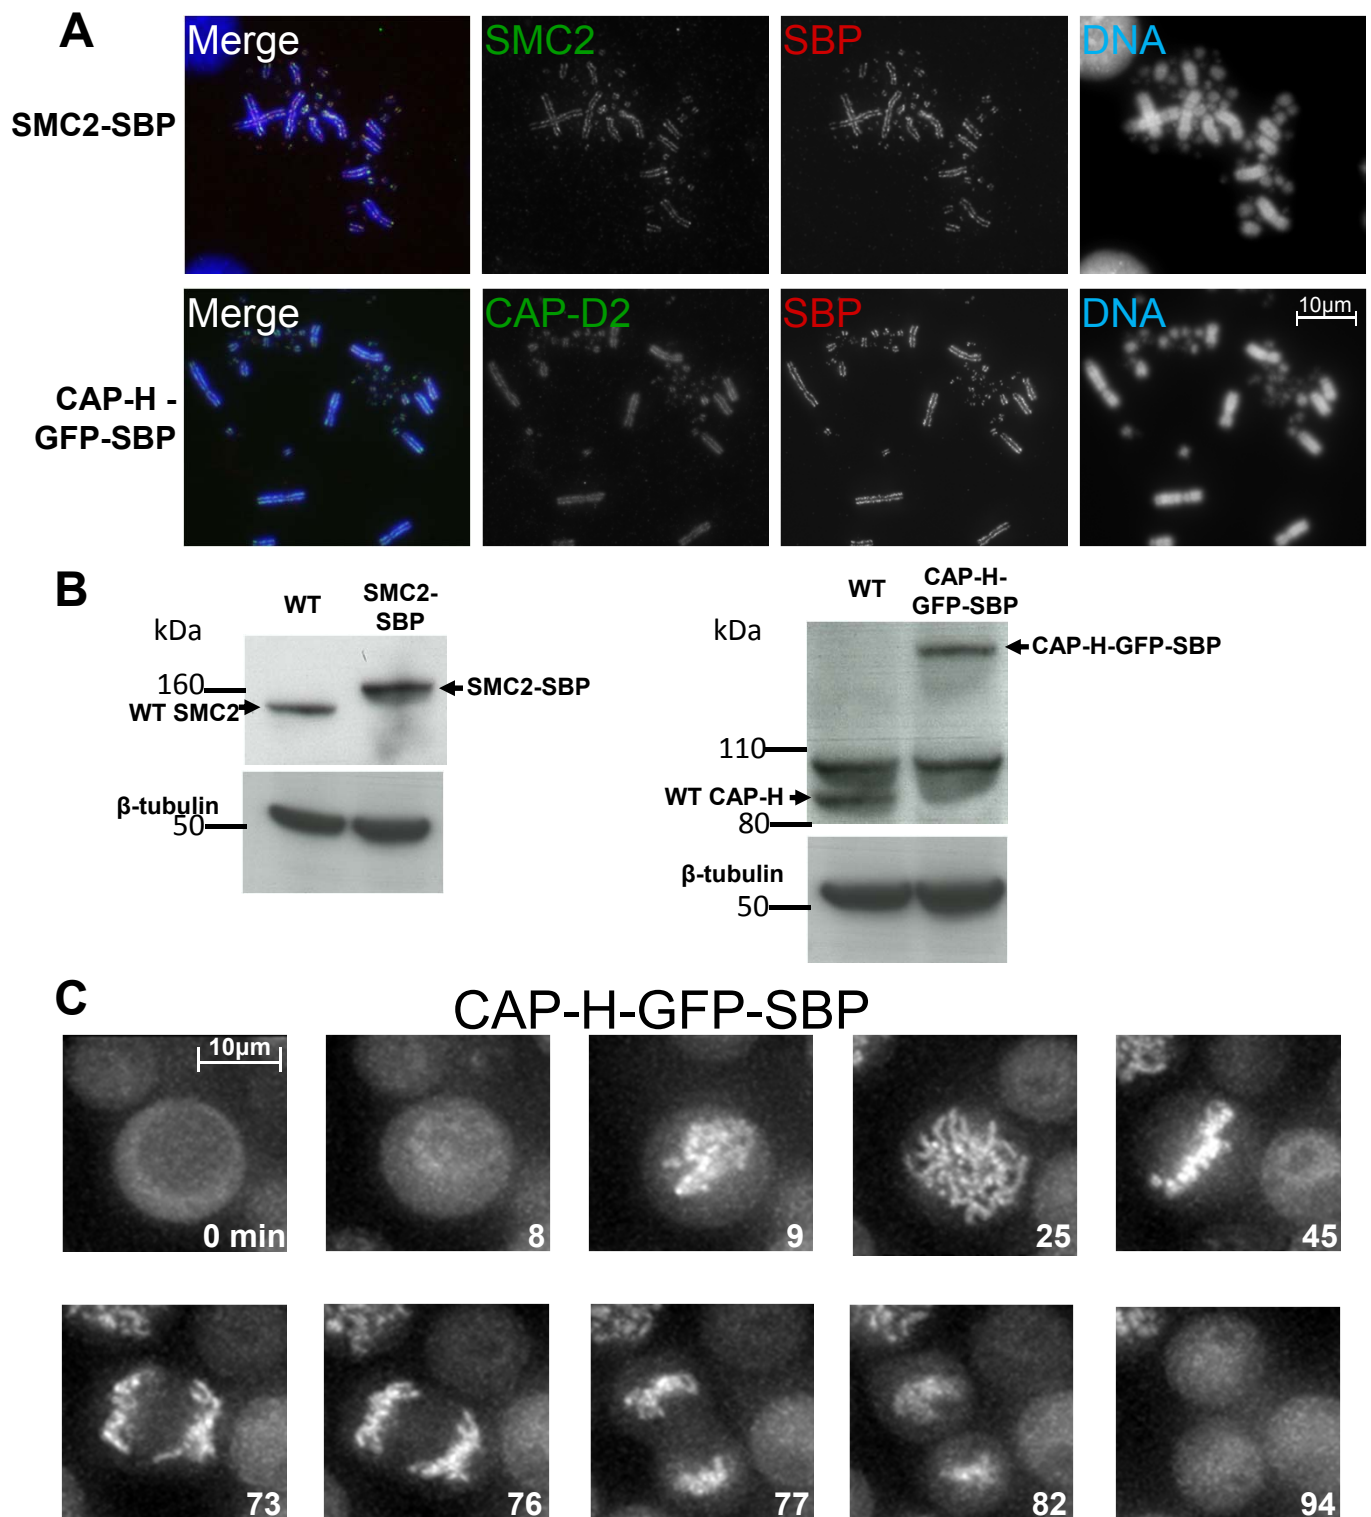 A
Merge
SMC2
SBP
DNA
SMC2-SBP
Merge
CAP-D2
SBP
DNA
10µm
CAP-H -
GFP-SBP
B
WT
SMC2-
SBP
kDa
160
WT SMC2
SMC2-SBP
β-tubulin
50
WT
CAP-H-
GFP-SBP
kDa
CAP-H-GFP-SBP
110
WT CAP-H
80
β-tubulin
50
C
CAP-H-GFP-SBP
10µm
0 min
8
9
25
45
73
76
77
82
94